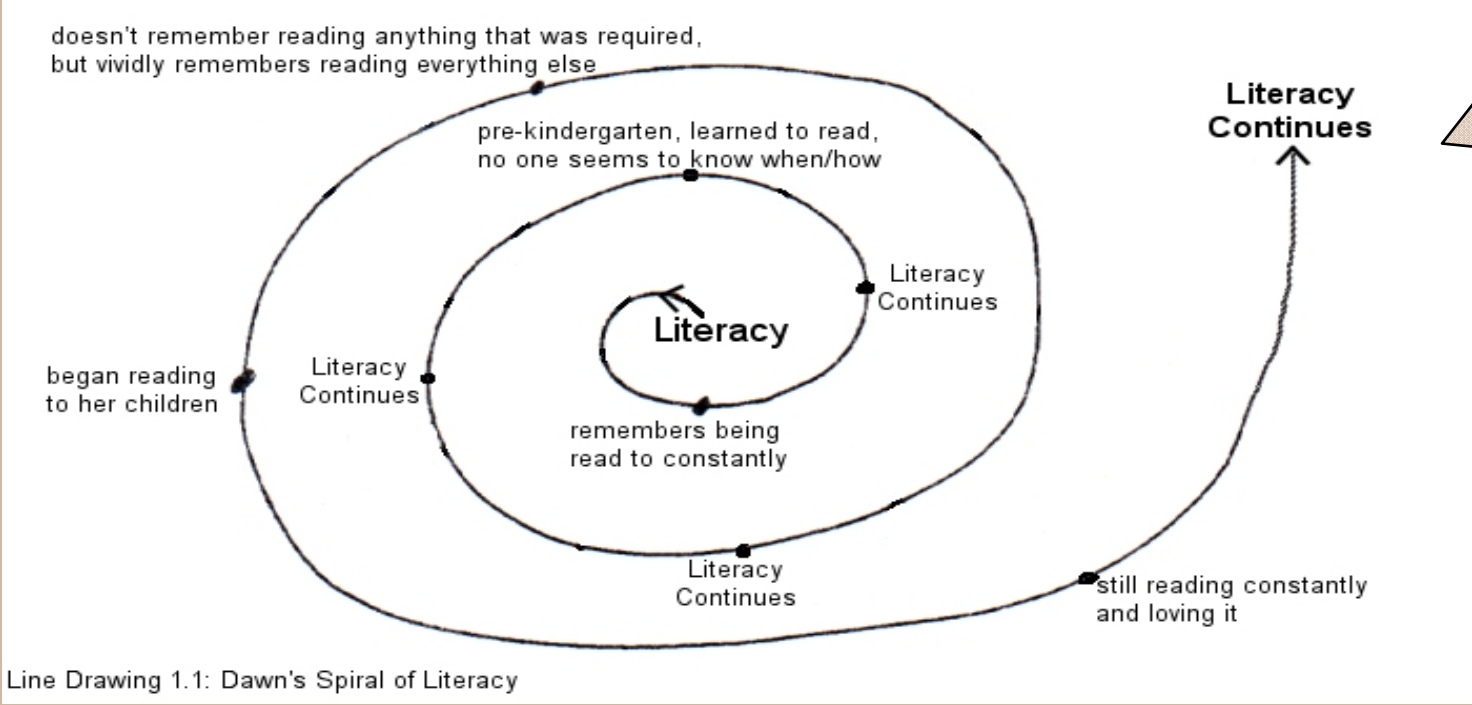 doesn't remember reading anything that was required,
but vividly remembers reading everything else
Literacy
Continues
pre-kindergarten, learned to read,
no one seems to know when/how
Literacy
Continues
Literacy
began reading
to her children
Literacy
Continues
remembers being
read to constantly
Literacy
Continues
still reading constantly
and loving it
Line Drawing 1.1: Dawn's Spiral of Literacy